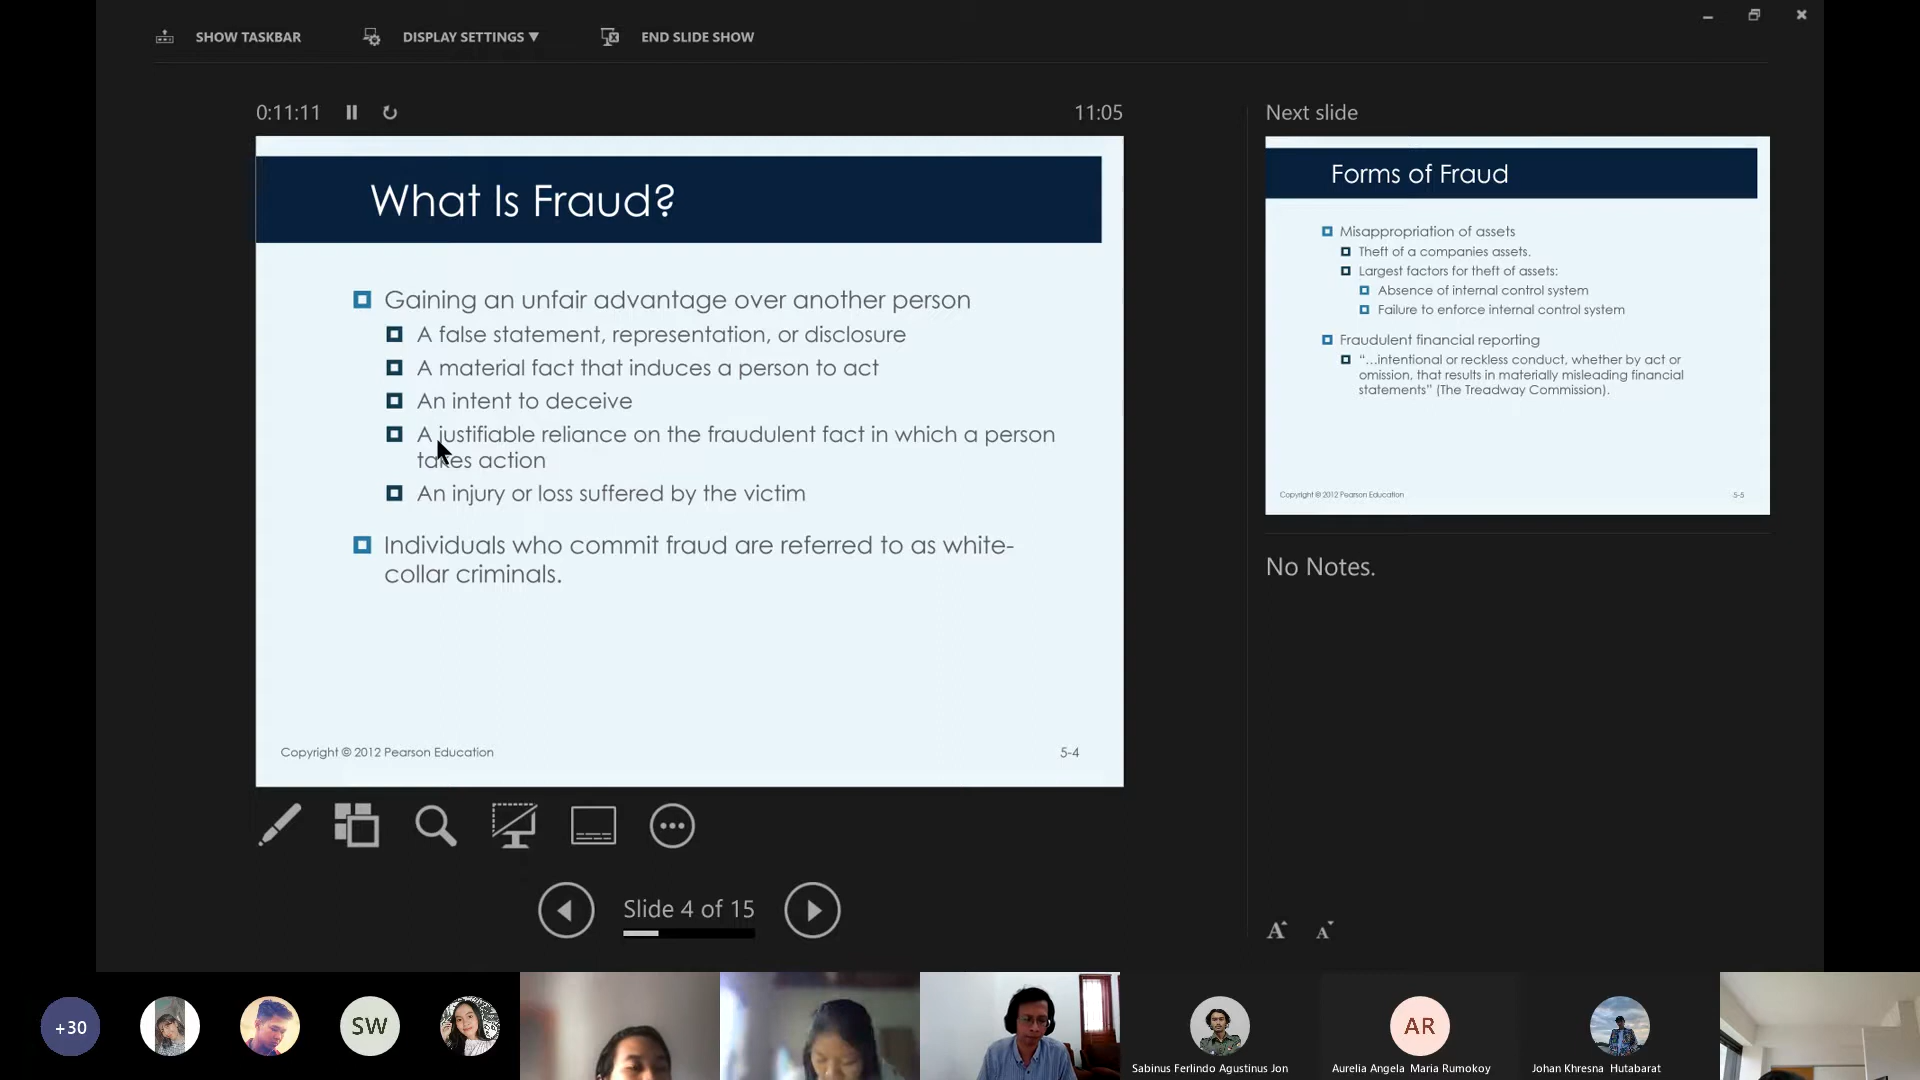 SHOW TASKBAR
DISPLAY SETTINGS ▼
END SLIDE SHOW
0:11:11
11:05
What Is Fraud?
Gaining an unfair advantage over another person
A false statement, representation, or disclosure
A material fact that induces a person to act
An intent to deceive
A justifiable reliance on the fraudulent fact in which a person
takes action
An injury or loss suffered by the victim
Individuals who commit fraud are referred to as white-
collar criminals.
Copyright © 2012 Pearson Education
5-4
Slide 4 of 15
Next slide
Forms of Fraud
Misappropriation of assets
Theft of a companies assets.
Largest factors for theft of assets:
Absence of internal control system
Failure to enforce internal control system
Fraudulent financial reporting
“…intentional or reckless conduct, whether by act or
omission, that results in materially misleading financial
statements” (The Treadway Commission).
Copyright © 2012 Pearson Education
5-5
No Notes.
A
A
+30
SW
Sabinus Ferlindo Agustinus Jon
AR
Aurelia Angela Maria Rumokoy
Johan Khresna Hutabarat